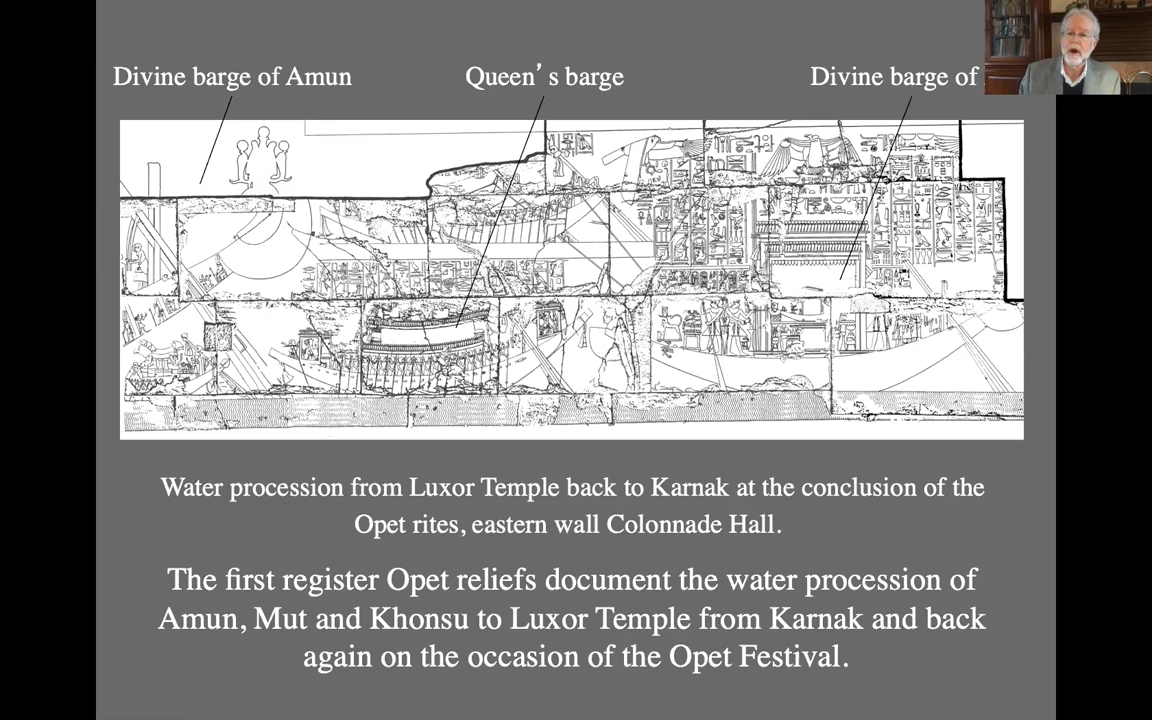 Divine barge of Amun
Queen’s barge
Divine barge of
Water procession from Luxor Temple back to Karnak at the conclusion of the
Opet rites, eastern wall Colonnade Hall.
The first register Opet reliefs document the water procession of
Amun, Mut and Khonsu to Luxor Temple from Karnak and back
again on the occasion of the Opet Festival.